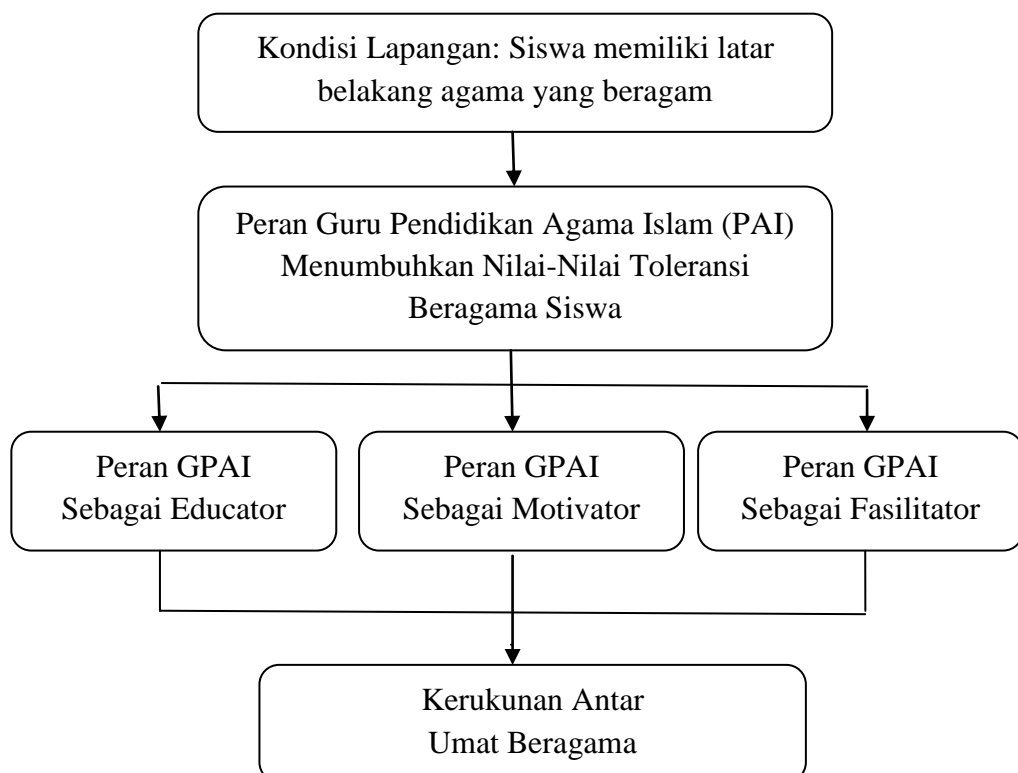 Kondisi Lapangan: Siswa memiliki latar
belakang agama yang beragam
Peran Guru Pendidikan Agama Islam (PAI)
Menumbuhkan Nilai-Nilai Toleransi
Beragama Siswa
Peran GPAI
Sebagai Educator
Peran GPAI
Sebagai Motivator
Peran GPAI
Sebagai Fasilitator
Kerukunan Antar
Umat Beragama